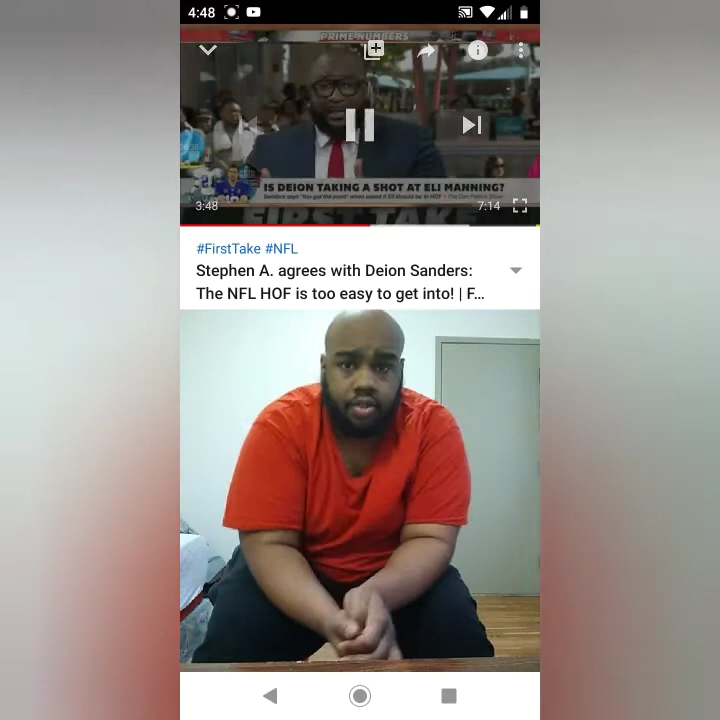 4:48
PRIME NUMBERS
IS DEION TAKING A SHOT AT ELI MANNING?
3:48
7:14
FIRST TAKE
#FirstTake #NFL
Stephen A. agrees with Deion Sanders:
The NFL HOF is too easy to get into! | F...